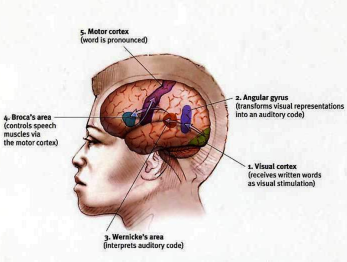 5. Motor cortex
(word is pronounced)
2. Angular gyrus
(transforms visual representations
into an auditory code)
4. Broca's area
(controls speech
muscles via
the motor cortex)
1. Visual cortex
(receives written words
as visual stimulation)
3. Wernicke's area
(interprets auditory code)